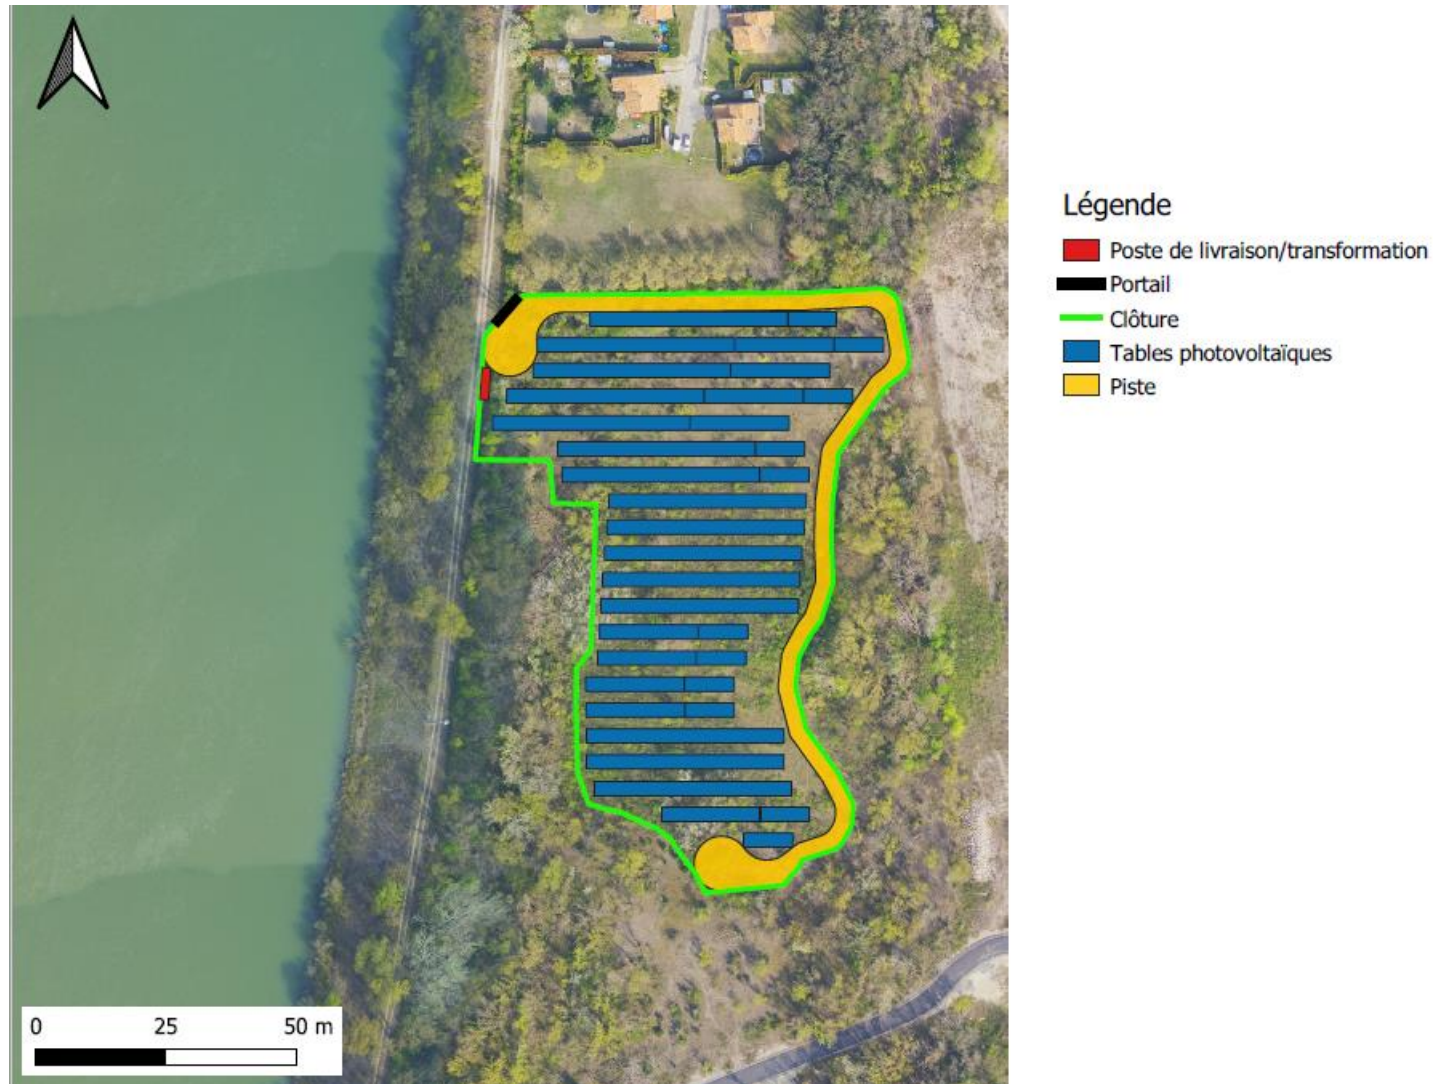 Légende
Poste de livraison/transformation
Portail
Clôture
Tables photovoltaïques
Piste
0 25 50 m